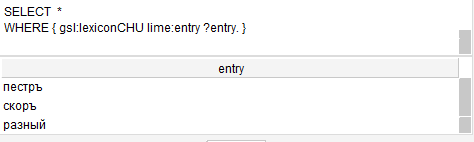 SELECT *
WHERE { gsl:lexiconCHU lime:entry ?entry. }
entry
пестръ
скоръ
разный